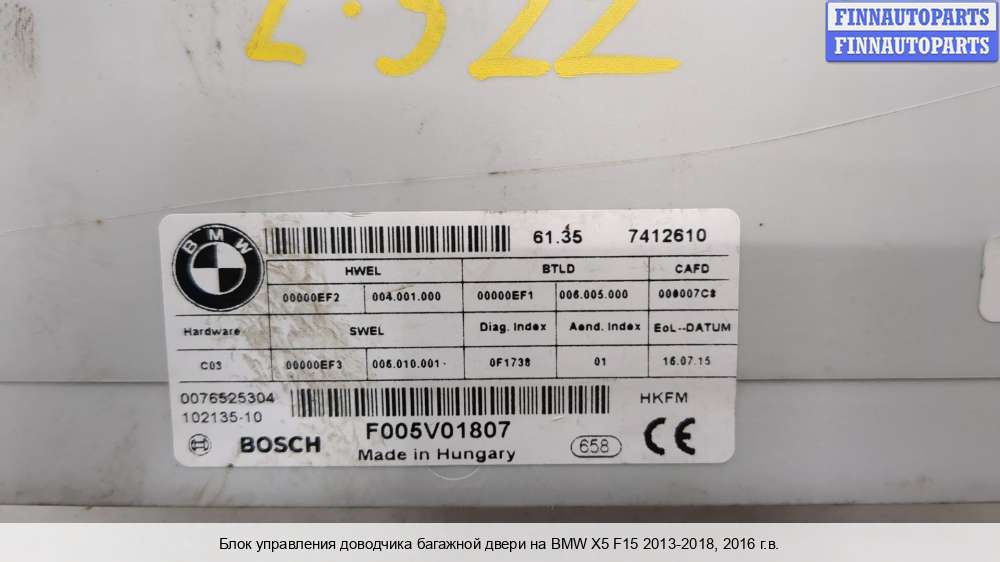 FINNAUTOPARTS
FINNAUTOPARTS
2.522
BMW 61.35 7412610
HWEL BTLD CAFD
00000EF2 004.001.000 00000EF1 006.005.000
Hardware SWEL Diag. Index Aend. Index EoL--DATUM
C03 00000EF3 006.010.001 0F1738 01 16.07.15
0076525304 HKFM
102135-10
BOSCH F005V01807 658 CE
Made in Hungary
Блок управления доводчика багажной двери на BMW X5 F15 2013-2018, 2016 г.в.